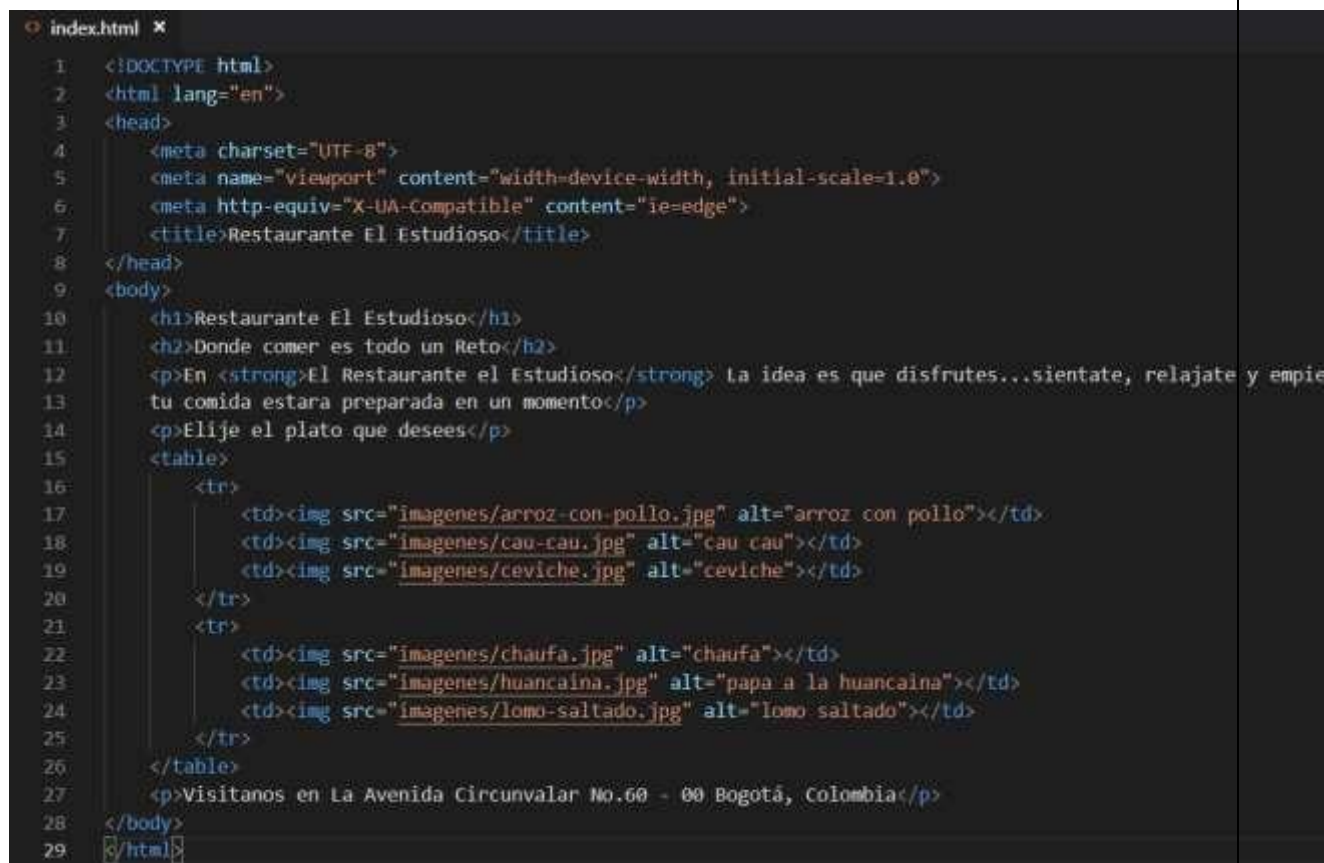 index.html ×
1 <!DOCTYPE html>
2 <html lang="en">
3 <head>
4 <meta charset="UTF-8">
5 <meta name="viewport" content="width=device-width, initial-scale=1.0">
6 <meta http-equiv="X-UA-Compatible" content="ie=edge">
7 <title>Restaurante El Estudioso</title>
8 </head>
9 <body>
10 <h1>Restaurante El Estudioso</h1>
11 <h2>Donde comer es todo un Reto</h2>
12 <p>En <strong>El Restaurante el Estudioso</strong> La idea es que disfrutes...sientate, relajate y empie
13 tu comida estara preparada en un momento</p>
14 <p>Elije el plato que desees</p>
15 <table>
16 <tr>
17 <td><img src="imagenes/arroz-con-pollo.jpg" alt="arroz con pollo"></td>
18 <td><img src="imagenes/cau-cau.jpg" alt="cau cau"></td>
19 <td><img src="imagenes/ceviche.jpg" alt="ceviche"></td>
20 </tr>
21 <tr>
22 <td><img src="imagenes/chaufa.jpg" alt="chaufa"></td>
23 <td><img src="imagenes/huancaina.jpg" alt="papa a la huancaina"></td>
24 <td><img src="imagenes/lomo-saltado.jpg" alt="lomo saltado"></td>
25 </tr>
26 </table>
27 <p>Visitanos en La Avenida Circunvalar No.60 - 00 Bogotá, Colombia</p>
28 </body>
29 </html>